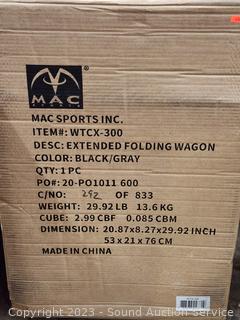 MAC
SPORTS
MAC SPORTS INC.
ITEM#: WTCX-300
DESC: EXTENDED FOLDING WAGON
COLOR: BLACK/GRAY
QTY: 1 PC
PO#: 20-PO1011 600
C/NO: 292 OF 833
WEIGHT: 29.92 LB 13.6 KG
CUBE: 2.99 CBF 0.085 CBM
DIMENSION: 20.87x8.27x29.92 INCH
53 x 21 x 76 CM
MADE IN CHINA
Copyright 2023 - Sound Auction Service